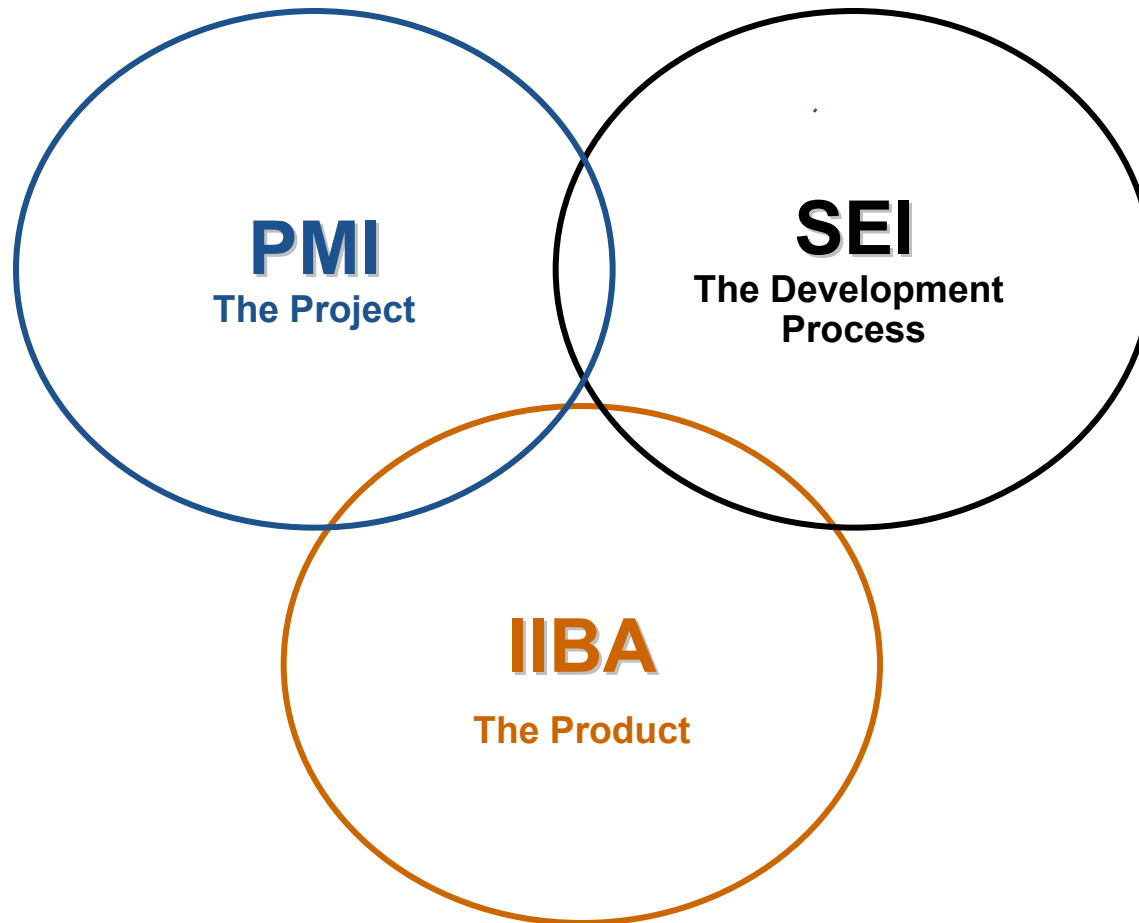 PMI
The Project
SEI
The Development
Process
IIBA
The Product